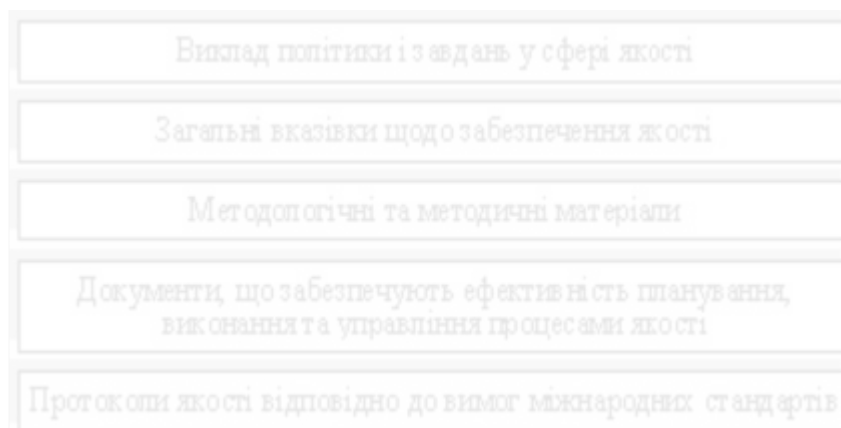 Виклад політики і завдань у сфері якості
Загальні вказівки щодо забезпечення якості
Методологічні та методичні матеріали
Документи, що забезпечують ефективність планування,
виконання та управління процесами якості
Протоколи якості відповідно до вимог міжнародних стандартів